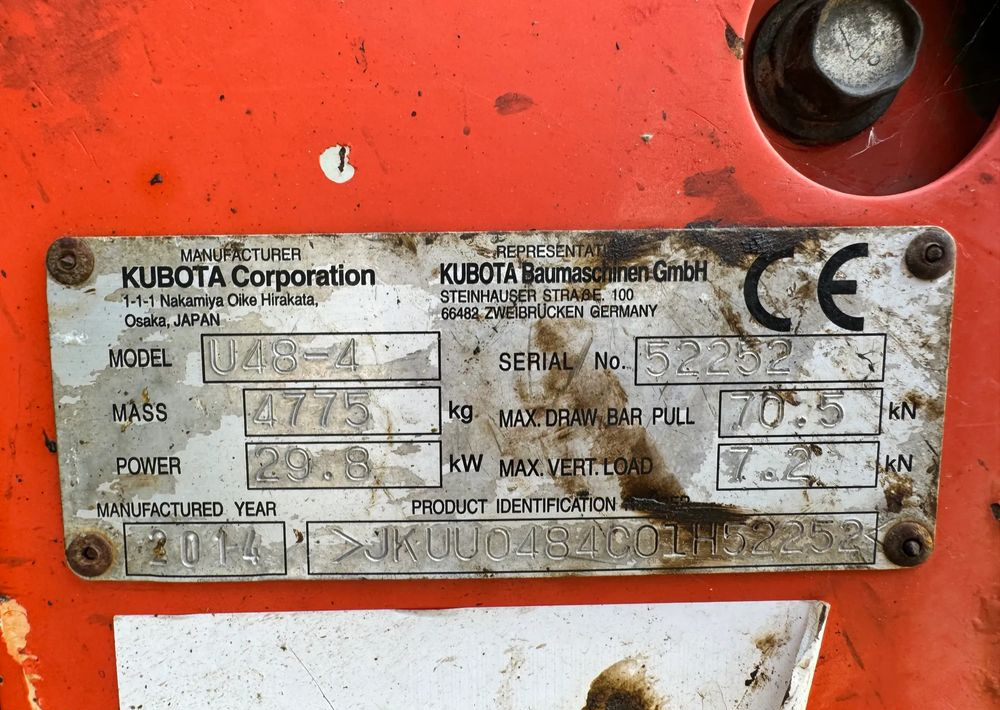 MANUFACTURER
KUBOTA Corporation
1-1-1 Nakamiya Oike Hirakata,
Osaka, JAPAN
KUBOTA Baumaschinen GmbH
STEINHAUSER STRAßE, 100
66482 ZWEIBRÜCKEN GERMANY
CE
MODEL U48-4
SERIAL No. 52252
MASS 4775 kg
MAX. DRAW BAR PULL 70.5 kN
POWER 29.8 kW
MAX. VERT. LOAD 7.2 kN
MANUFACTURED YEAR
2014
PRODUCT IDENTIFICATION
>JKUU0484C01H52252<